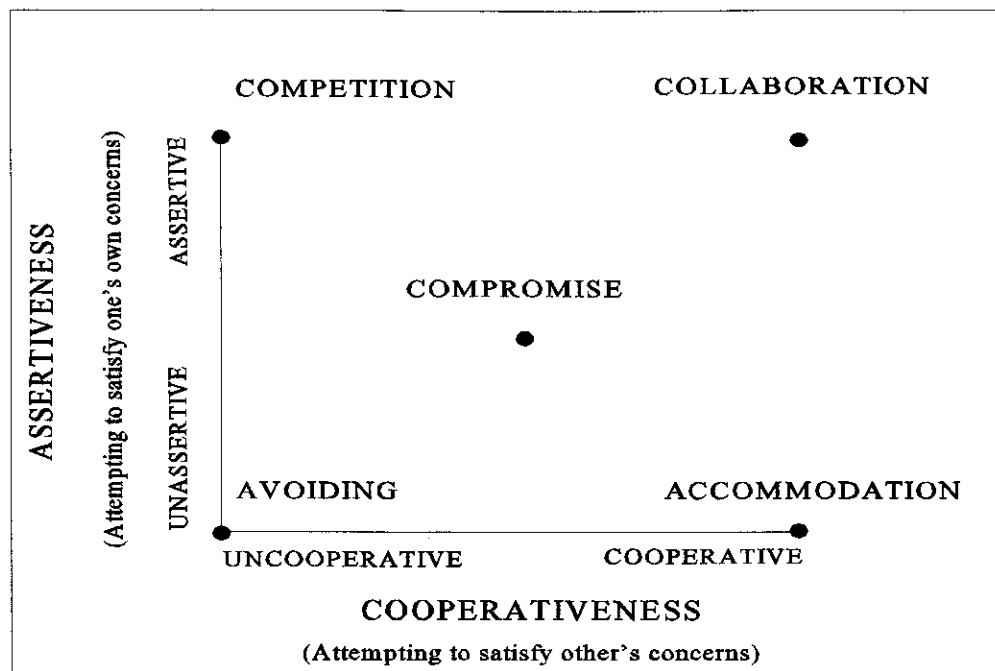 COMPETITION
COLLABORATION
ASSERTIVENESS
(Attempting to satisfy one's own concerns)
ASSERTIVE
UNASSERTIVE
COMPROMISE
AVOIDING
ACCOMMODATION
UNCOOPERATIVE
COOPERATIVE
COOPERATIVENESS
(Attempting to satisfy other's concerns)